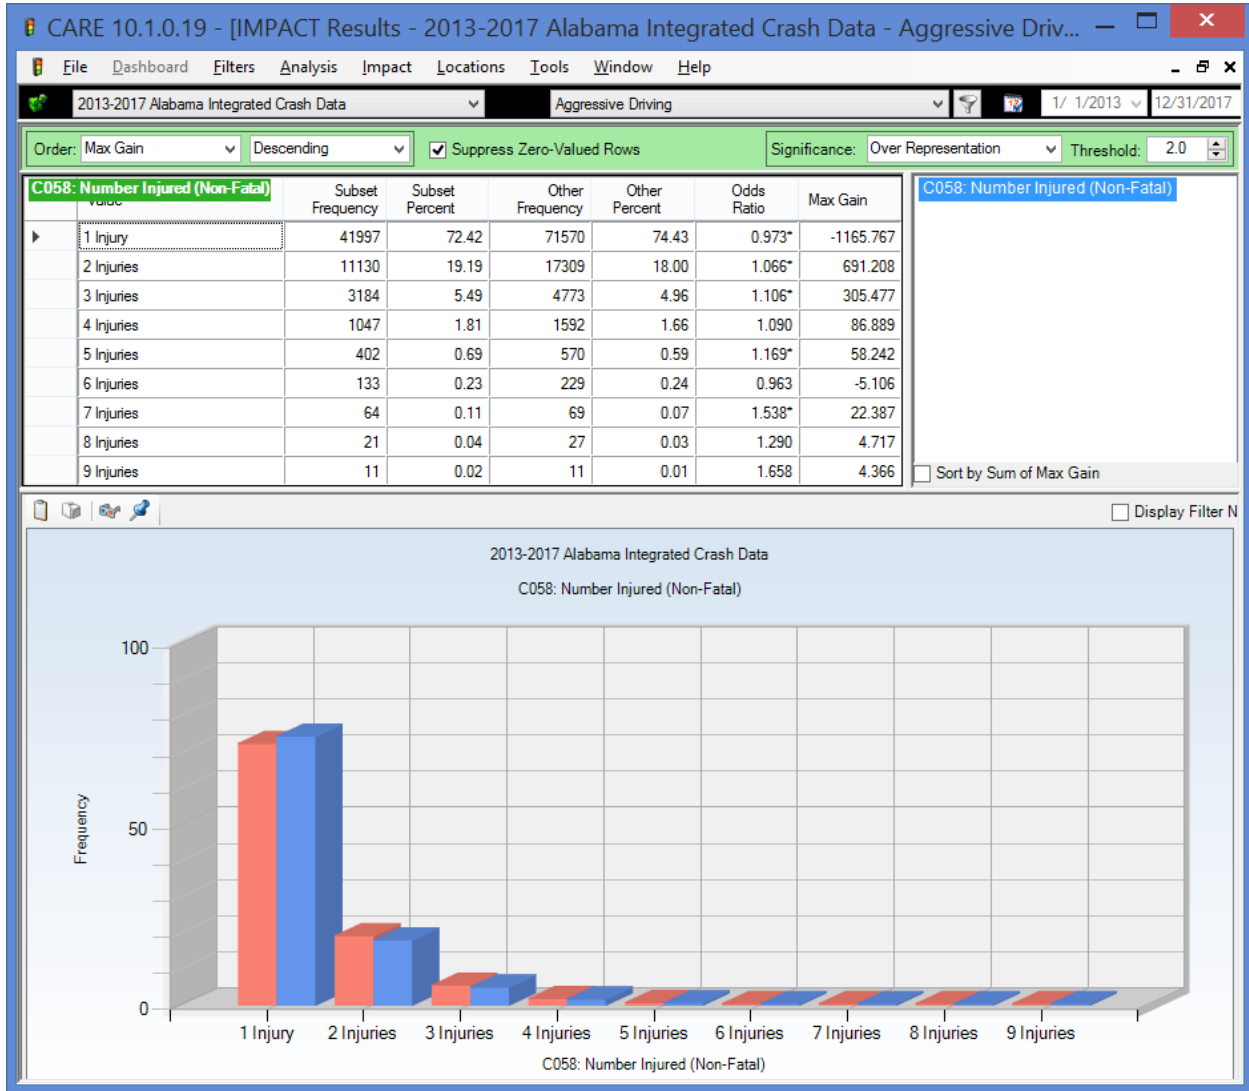 CARE 10.1.0.19 - [IMPACT Results - 2013-2017 Alabama Integrated Crash Data - Aggressive Driv...
File Dashboard Filters Analysis Impact Locations Tools Window Help
2013-2017 Alabama Integrated Crash Data Aggressive Driving 1/ 1/2013 12/31/2017
Order: Max Gain Descending Suppress Zero-Valued Rows Significance: Over Representation Threshold: 2.0
C058: Number Injured (Non-Fatal) Subset Frequency Subset Percent Other Frequency Other Percent Odds Ratio Max Gain
1 Injury 41997 72.42 71570 74.43 0.973* -1165.767
2 Injuries 11130 19.19 17309 18.00 1.066* 691.208
3 Injuries 3184 5.49 4773 4.96 1.106* 305.477
4 Injuries 1047 1.81 1592 1.66 1.090 86.889
5 Injuries 402 0.69 570 0.59 1.169* 58.242
6 Injuries 133 0.23 229 0.24 0.963 -5.106
7 Injuries 64 0.11 69 0.07 1.538* 22.387
8 Injuries 21 0.04 27 0.03 1.290 4.717
9 Injuries 11 0.02 11 0.01 1.658 4.366
C058: Number Injured (Non-Fatal)
Sort by Sum of Max Gain
Display Filter N
2013-2017 Alabama Integrated Crash Data
C058: Number Injured (Non-Fatal)
100
50
0
Frequency
1 Injury 2 Injuries 3 Injuries 4 Injuries 5 Injuries 6 Injuries 7 Injuries 8 Injuries 9 Injuries
C058: Number Injured (Non-Fatal)